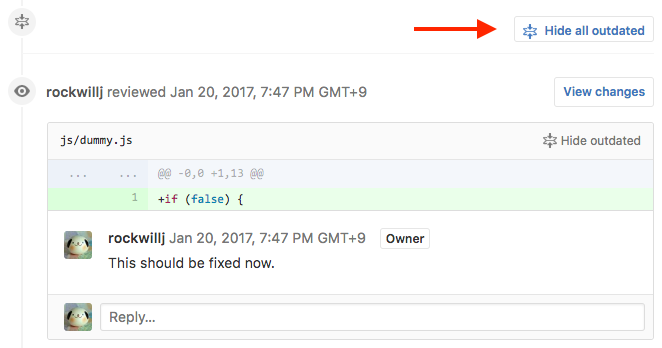 Hide all outdated
rockwillj reviewed Jan 20, 2017, 7:47 PM GMT+9
View changes
js/dummy.js
Hide outdated
... ... @@ -0,0 +1,13 @@
1 +if (false) {
rockwillj Jan 20, 2017, 7:47 PM GMT+9 Owner
This should be fixed now.
Reply...